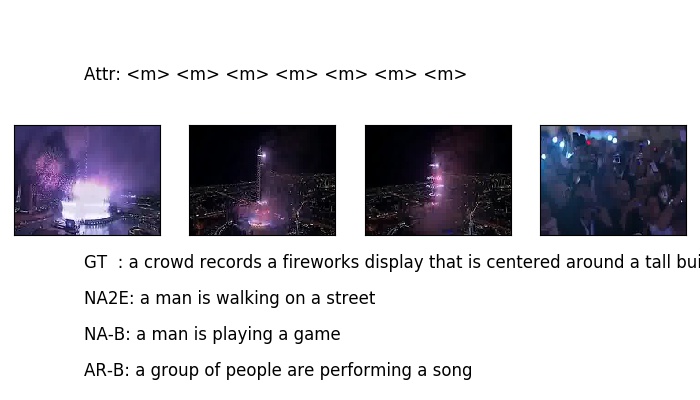 Attr: <m> <m> <m> <m> <m> <m> <m>
GT  : a crowd records a fireworks display that is centered around a tall bui
NA2E: a man is walking on a street
NA-B: a man is playing a game
AR-B: a group of people are performing a song